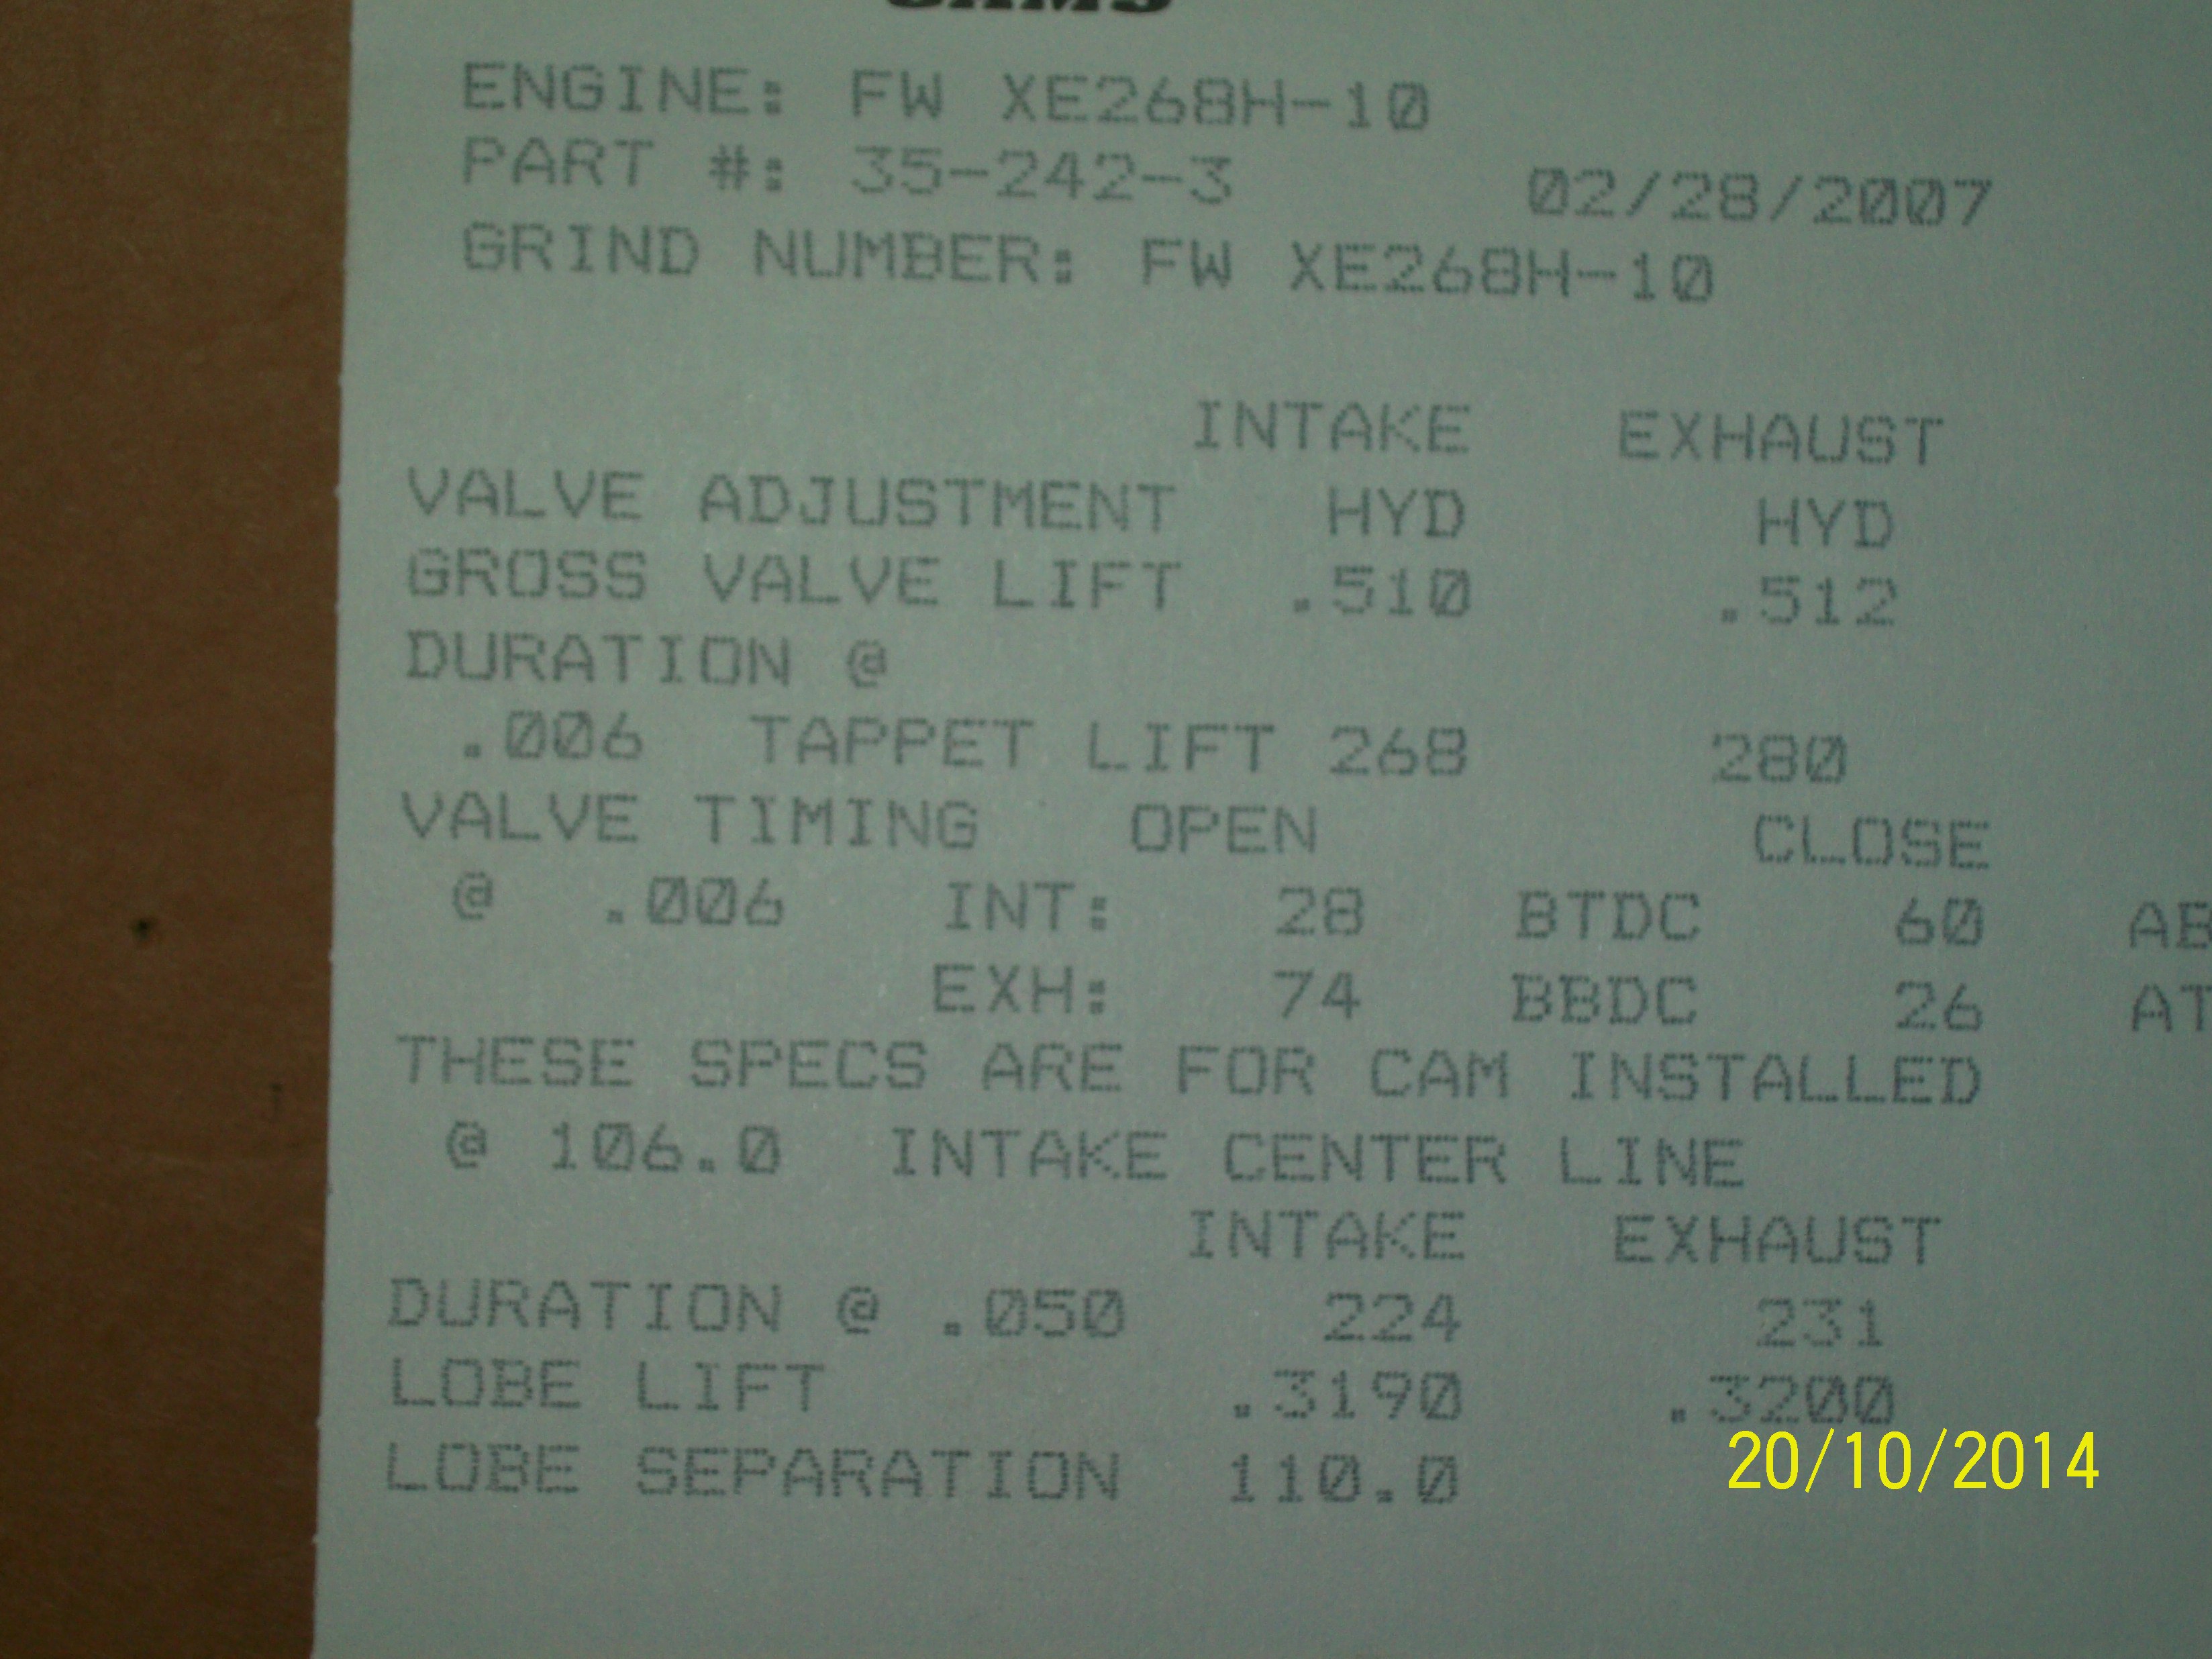 CAMS
ENGINE: FW XE268H-10
PART #: 35-242-3 02/28/2007
GRIND NUMBER: FW XE268H-10
INTAKE EXHAUST
VALVE ADJUSTMENT HYD HYD
GROSS VALVE LIFT .510 .512
DURATION @
.006 TAPPET LIFT 268 280
VALVE TIMING OPEN CLOSE
@ .006 INT: 28 BTDC 60 AB
EXH: 74 BBDC 26 AT
THESE SPECS ARE FOR CAM INSTALLED
@ 106.0 INTAKE CENTER LINE
INTAKE EXHAUST
DURATION @ .050 224 231
LOBE LIFT .3190 .3200
LOBE SEPARATION 110.0
20/10/2014